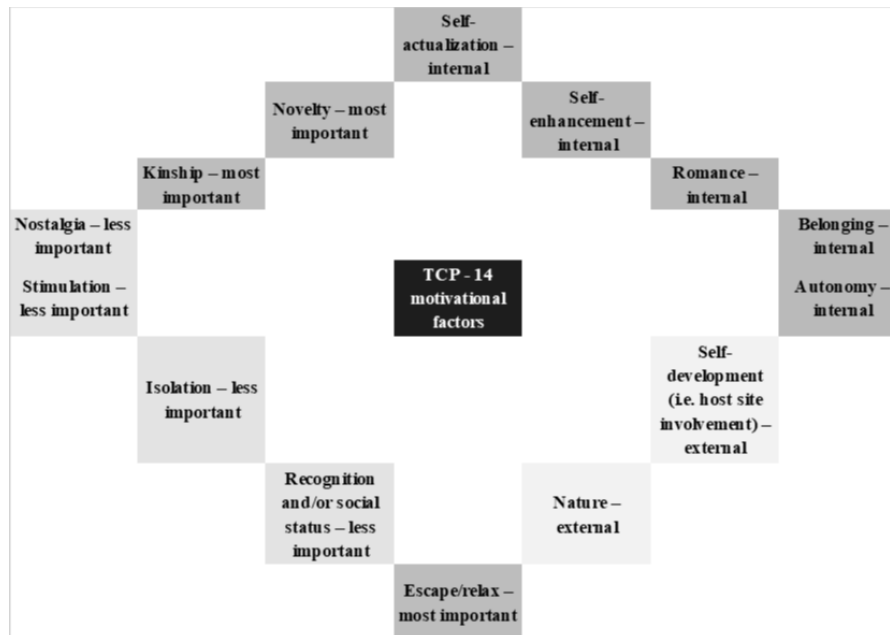 Self-
actualization –
internal
Novelty – most
important
Self-
enhancement –
internal
Kinship – most
important
Romance –
internal
Nostalgia – less
important
Stimulation –
less important
Belonging –
internal
Autonomy –
internal
TCP - 14
motivational
factors
Isolation – less
important
Self-
development
(i.e. host site
involvement) –
external
Recognition
and/or social
status – less
important
Nature –
external
Escape/relax –
most important